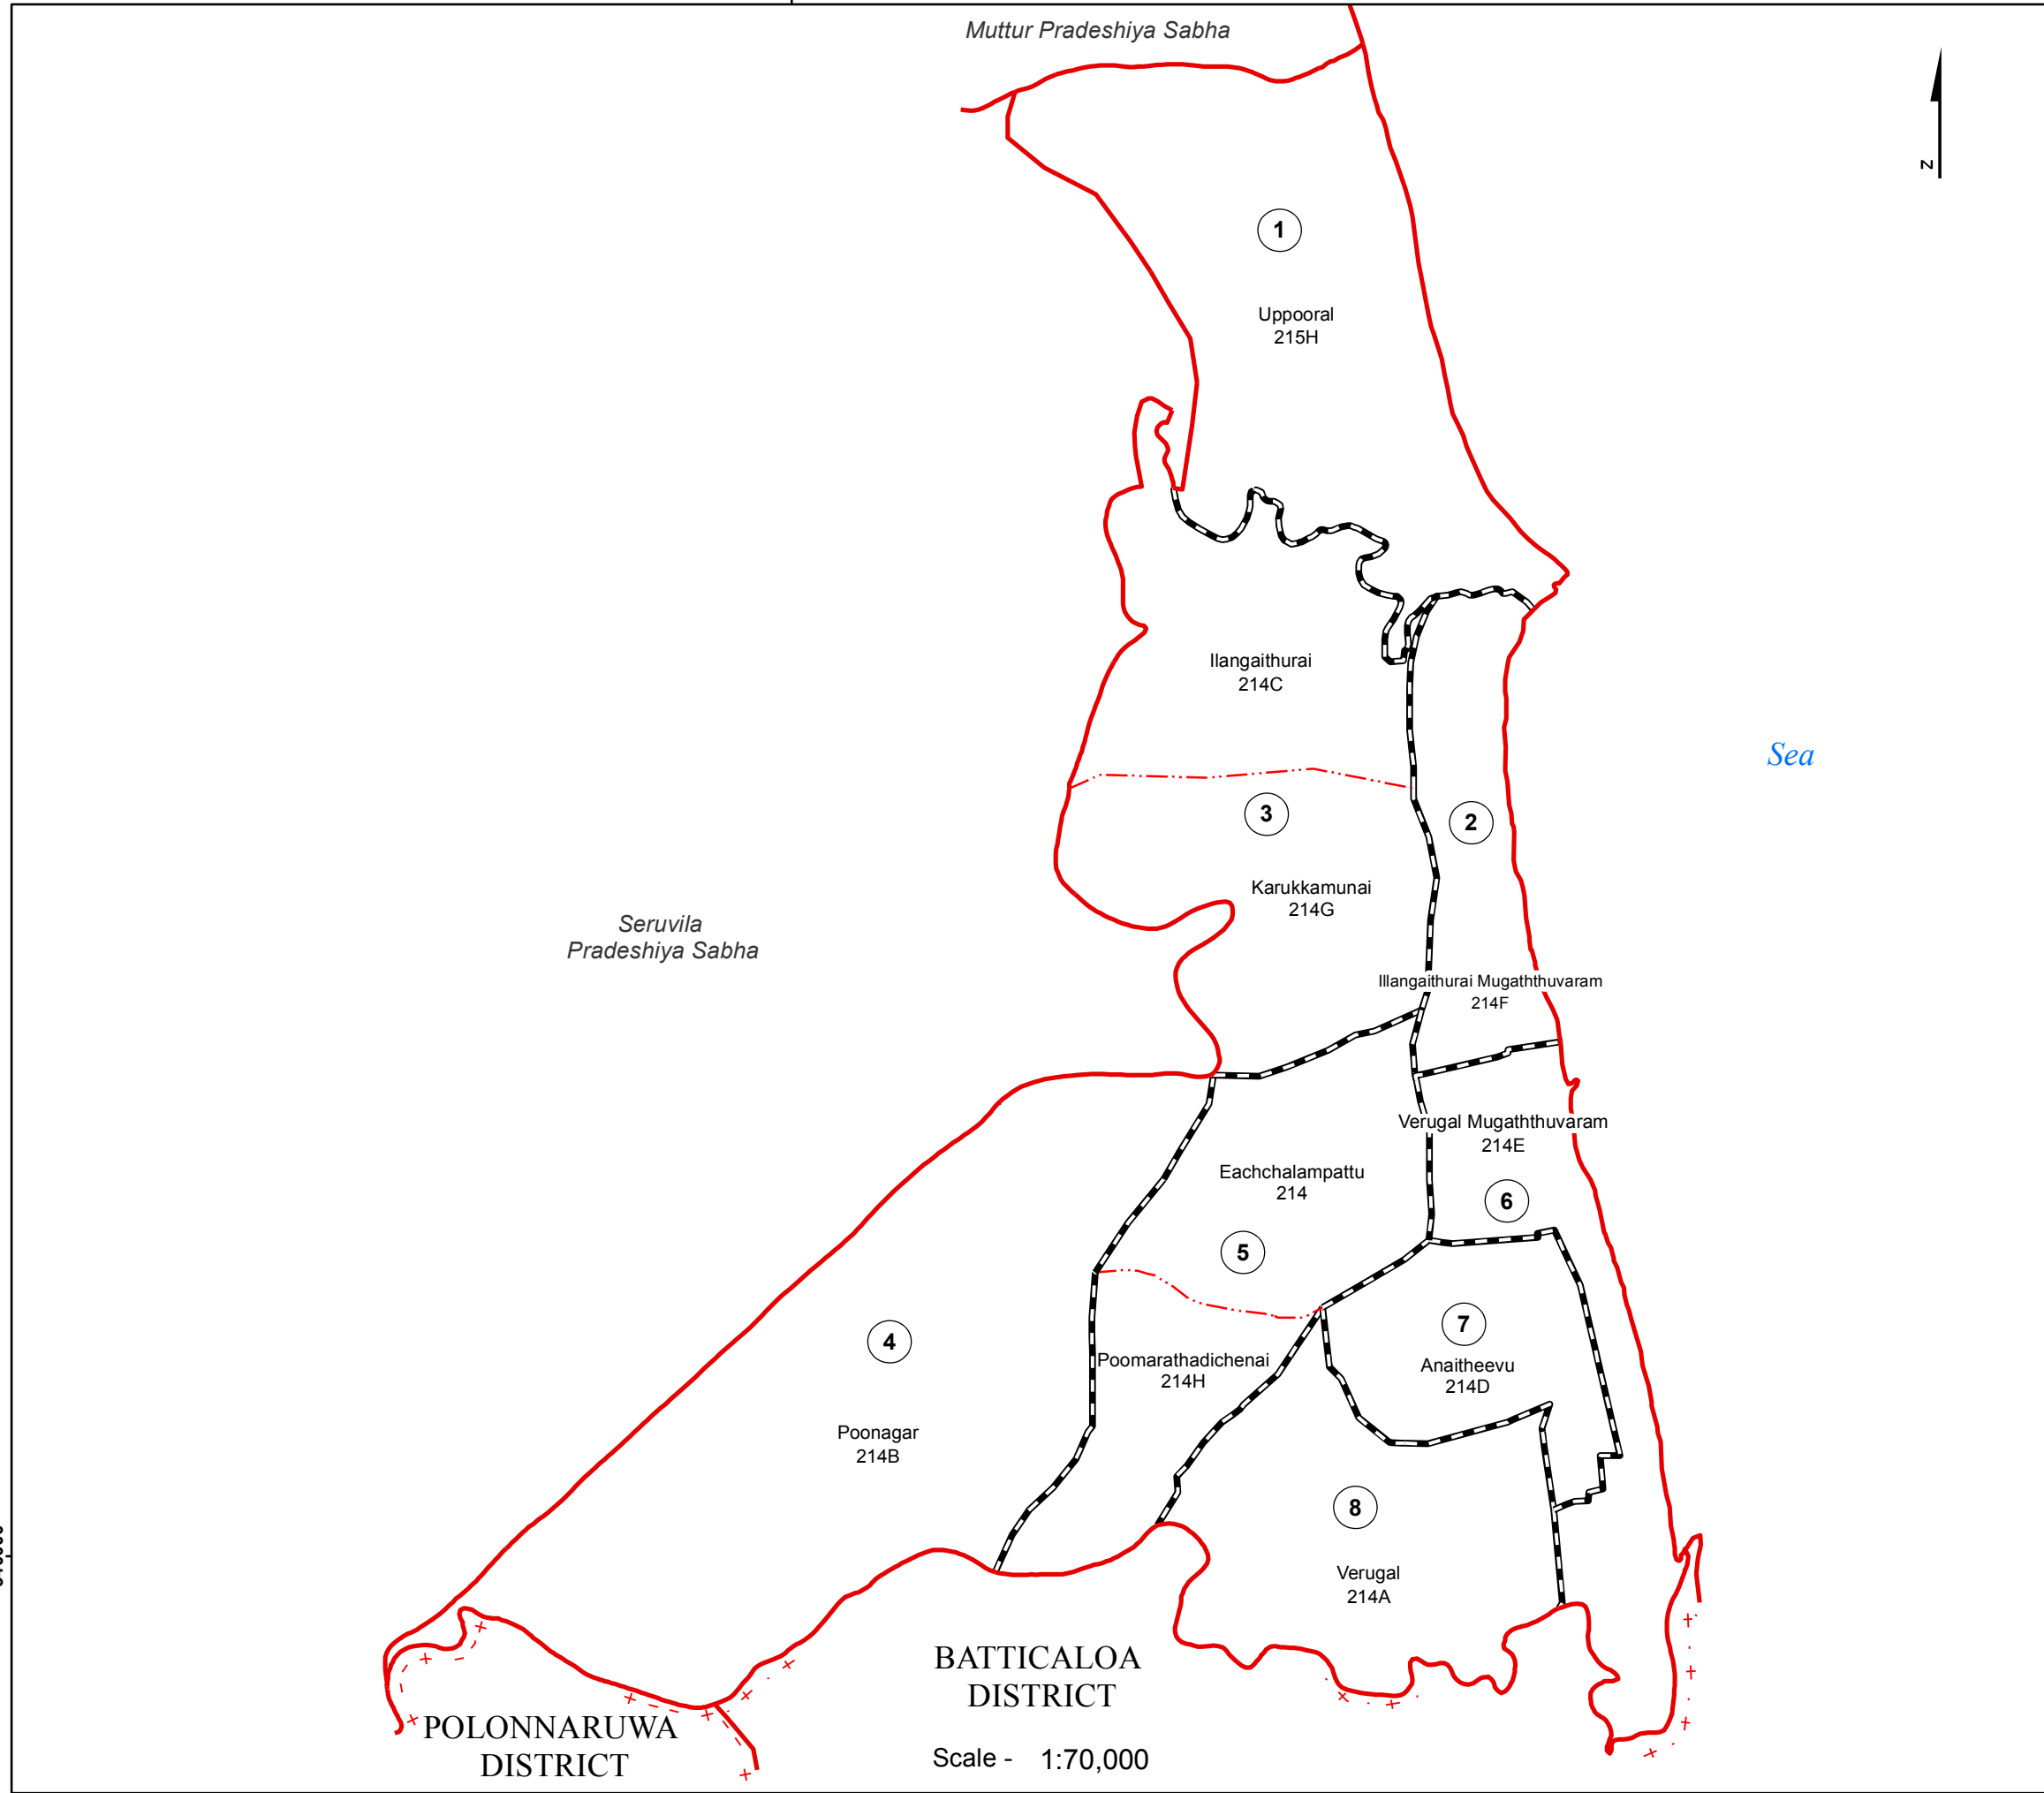 Muttur Pradeshiya Sabha
N
1
Uppooral
215H
Ilangaithurai
214C
Sea
3
2
Karukkamunai
214G
Seruvila
Pradeshiya Sabha
Illangaithurai Mugaththuvaram
214F
Verugal Mugaththuvaram
214E
Eachchalampattu
214
6
5
7
4
Poomarathadichenai
214H
Anaitheevu
214D
Poonagar
214B
8
Verugal
214A
BATTICALOA
DISTRICT
POLONNARUWA
DISTRICT
Scale - 1:70,000